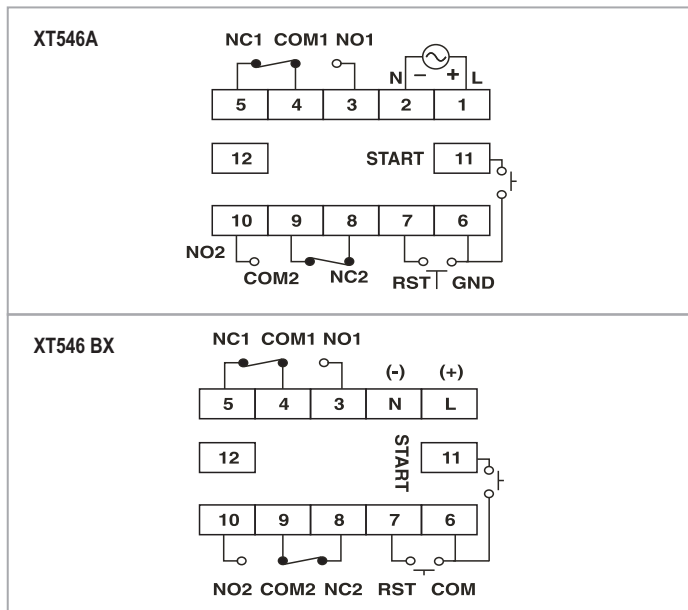 XT546A
NC1 COM1 NO1
N – + L
5 4 3 2 1
12 START 11
10 9 8 7 6
NO2 COM2 NC2 RST GND
XT546 BX
NC1 COM1 NO1
(-) (+)
5 4 3 N L
12 START 11
10 9 8 7 6
NO2 COM2 NC2 RST COM